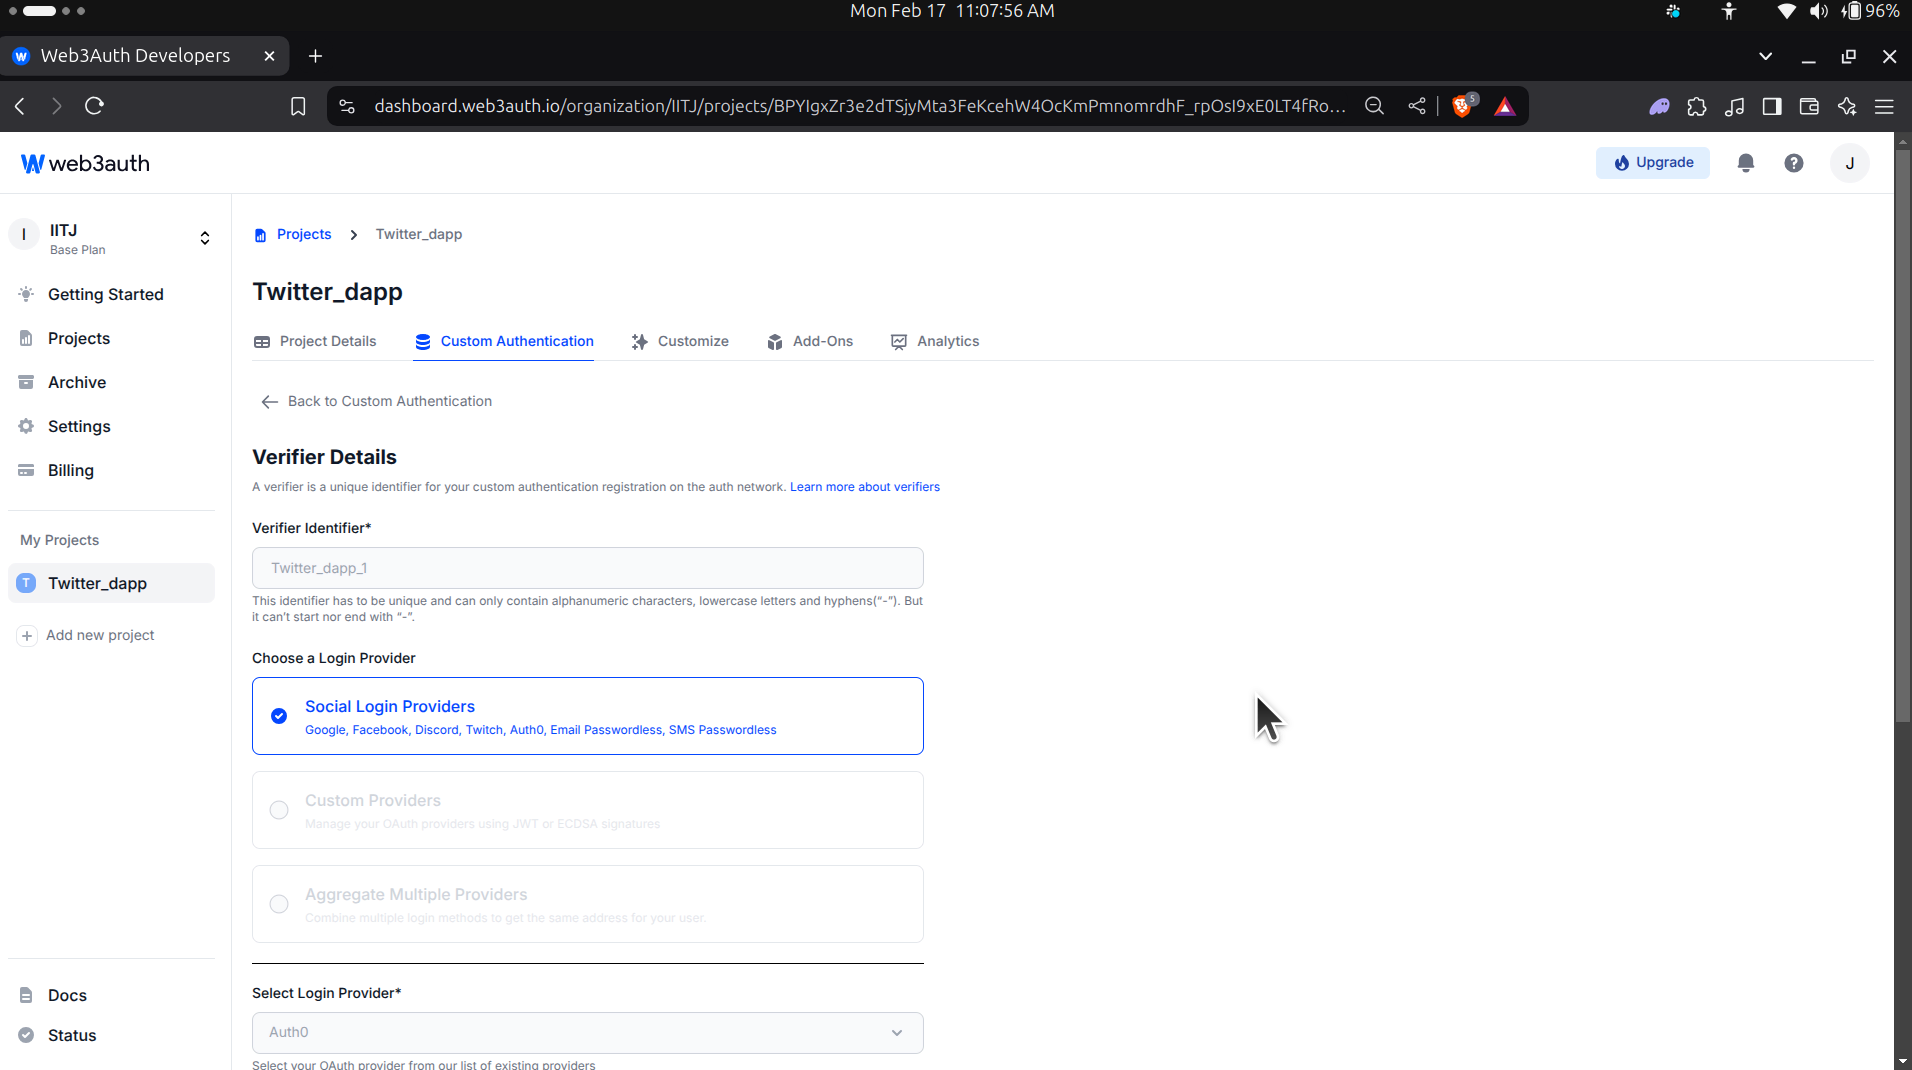 Mon Feb 17 11:07:56 AM
96%
Web3Auth Developers
dashboard.web3auth.io/organization/IITJ/projects/BPYIgxZr3e2dTSjyMta3FeKcehW4OcKmPmnomrdhF_rpOsI9xE0LT4fRo...
5
web3auth
Upgrade
J
I
IITJ
Base Plan
Getting Started
Projects
Archive
Settings
Billing
My Projects
T
Twitter_dapp
Add new project
Docs
Status
Projects
Twitter_dapp
Twitter_dapp
Project Details
Custom Authentication
Customize
Add-Ons
Analytics
Back to Custom Authentication
Verifier Details
A verifier is a unique identifier for your custom authentication registration on the auth network. Learn more about verifiers
Verifier Identifier*
Twitter_dapp_1
This identifier has to be unique and can only contain alphanumeric characters, lowercase letters and hyphens(“-”). But
it can’t start nor end with “-”.
Choose a Login Provider
Social Login Providers
Google, Facebook, Discord, Twitch, Auth0, Email Passwordless, SMS Passwordless
Custom Providers
Manage your OAuth providers using JWT or ECDSA signatures
Aggregate Multiple Providers
Combine multiple login methods to get the same address for your user.
Select Login Provider*
Auth0
Select your OAuth provider from our list of existing providers